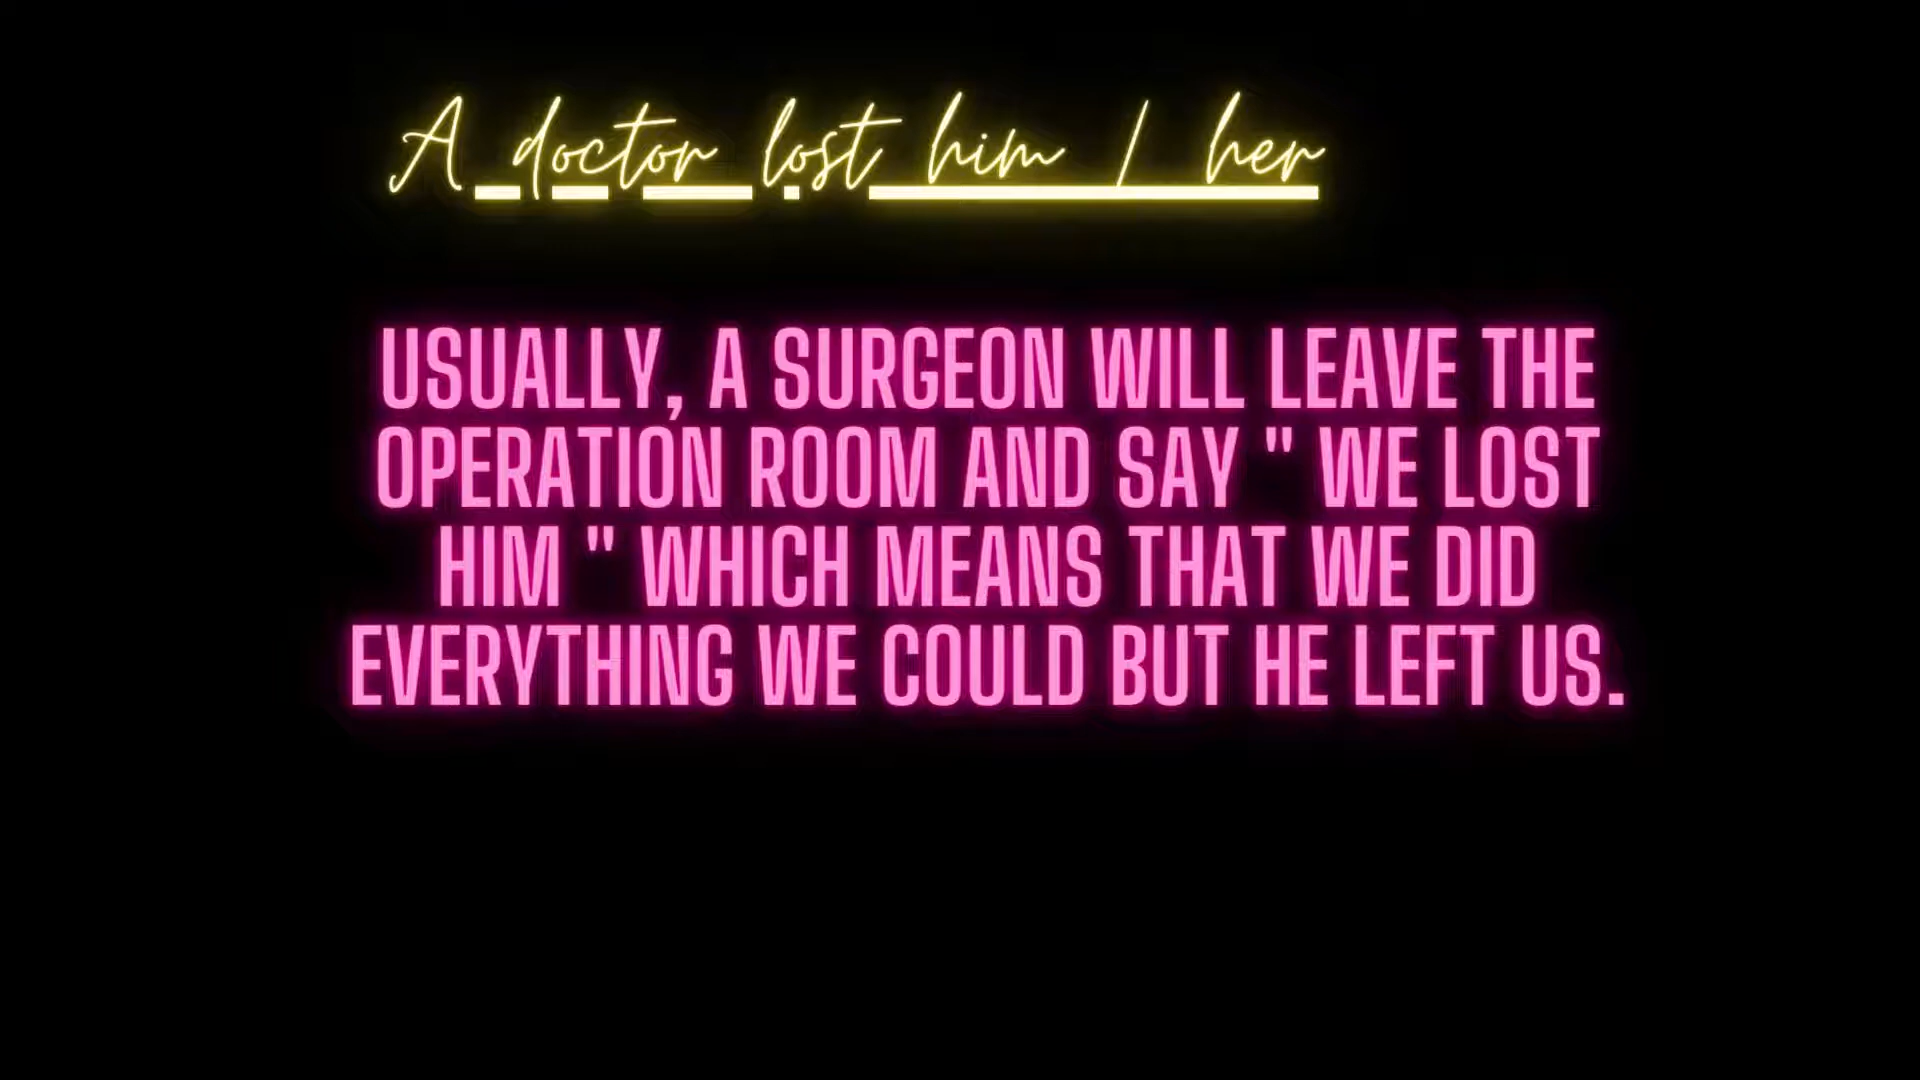 A doctor lost him / her
USUALLY, A SURGEON WILL LEAVE THE
OPERATION ROOM AND SAY " WE LOST
HIM " WHICH MEANS THAT WE DID
EVERYTHING WE COULD BUT HE LEFT US.